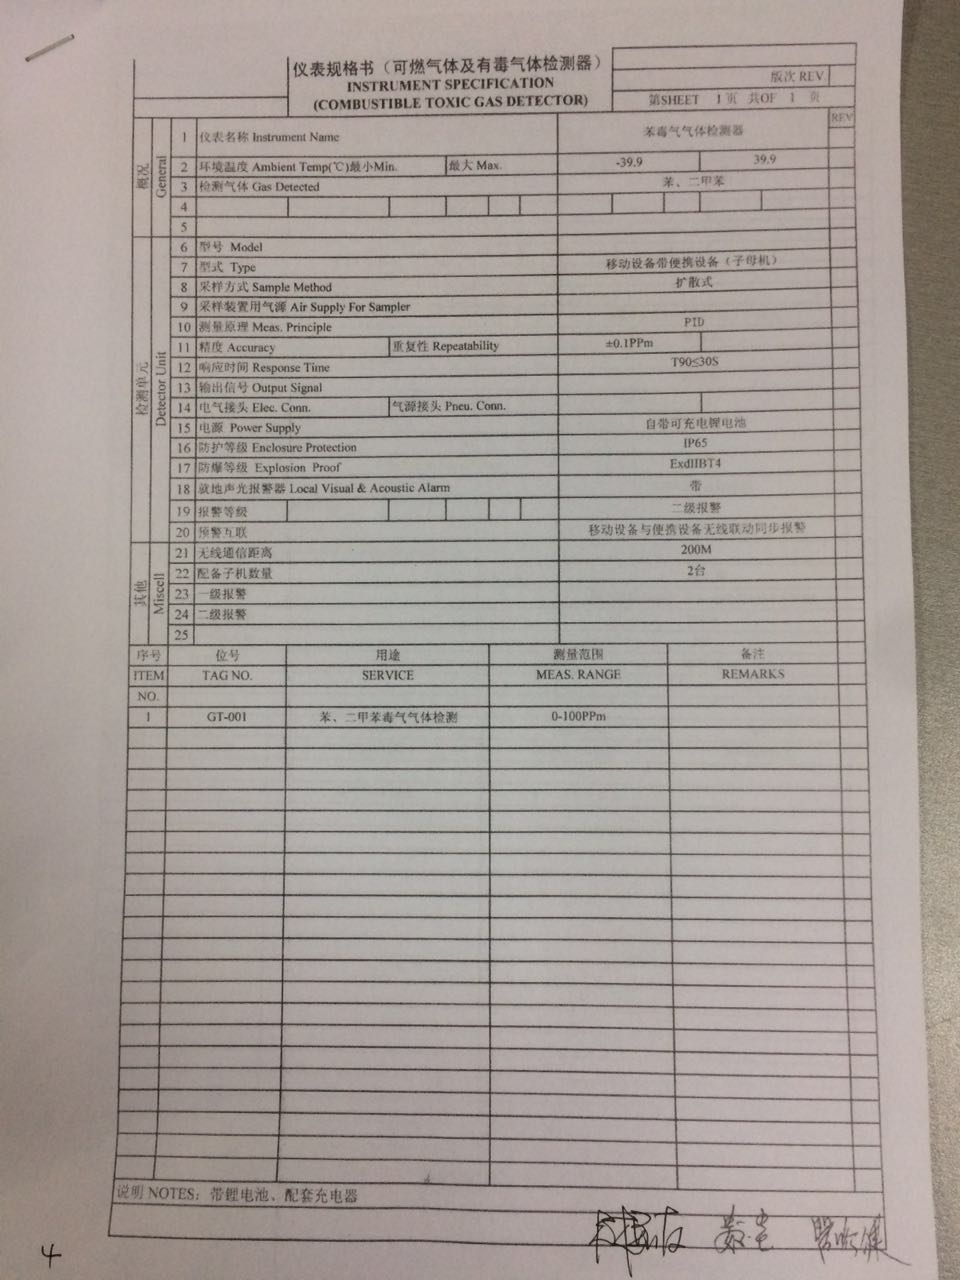 仪表规格书（可燃气体及有毒气体检测器）
INSTRUMENT SPECIFICATION
(COMBUSTIBLE TOXIC GAS DETECTOR)
版次 REV.
第SHEET 1 页 共OF 1 页
REV
概况 General
1 仪表名称 Instrument Name 苯毒气气体检测器
2 环境温度 Ambient Temp(℃)最小Min. 最大 Max. -39.9 39.9
3 检测气体 Gas Detected 苯、二甲苯
4
5
检测单元 Detector Unit
6 型号 Model
7 型式 Type 移动设备带便携设备（子母机）
8 采样方式 Sample Method 扩散式
9 采样装置用气源 Air Supply For Sampler
10 测量原理 Meas. Principle PID
11 精度 Accuracy 重复性 Repeatability ±0.1PPm
12 响应时间 Response Time T90≤30S
13 输出信号 Output Signal
14 电气接头 Elec. Conn. 气源接头 Pneu. Conn.
15 电源 Power Supply 自带可充电锂电池
16 防护等级 Enclosure Protection IP65
17 防爆等级 Explosion Proof ExdIIBT4
18 就地声光报警器 Local Visual & Acoustic Alarm 带
19 报警等级 二级报警
20 预警互联 移动设备与便携设备无线联动同步报警
其他 Miscell
21 无线通信距离 200M
22 配备子机数量 2台
23 一级报警
24 二级报警
25
序号 位号 用途 测量范围 备注
ITEM TAG NO. SERVICE MEAS. RANGE REMARKS
NO.
1 GT-001 苯、二甲苯毒气气体检测 0-100PPm
说明 NOTES：带锂电池、配套充电器
4